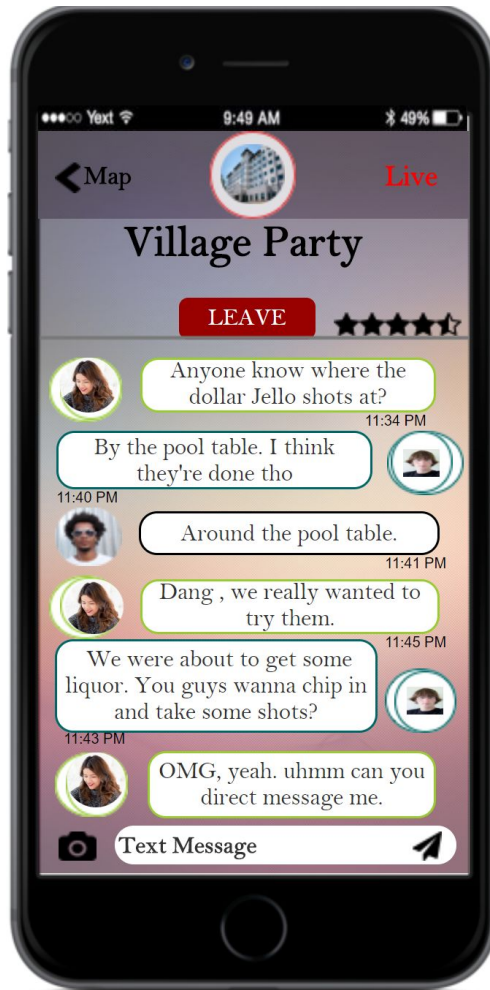 Yext 9:49 AM 49%
Map
Live
Village Party
LEAVE
Anyone know where the
dollar Jello shots at?
11:34 PM
By the pool table. I think
they're done tho
11:40 PM
Around the pool table.
11:41 PM
Dang , we really wanted to
try them.
11:45 PM
We were about to get some
liquor. You guys wanna chip in
and take some shots?
11:43 PM
OMG, yeah. uhmm can you
direct message me.
Text Message